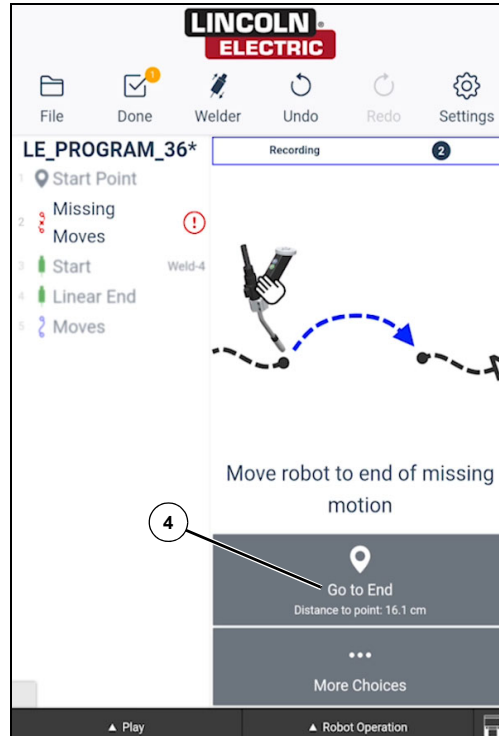 LINCOLN
ELECTRIC
1
File
Done
Welder
Undo
Redo
Settings
LE_PROGRAM_36*
Recording
2
1 Start Point
2 Missing
Moves
!
3 Start Weld-4
4 Linear End
5 Moves
Move robot to end of missing
motion
4
Go to End
Distance to point: 16.1 cm
More Choices
▲ Play
▲ Robot Operation